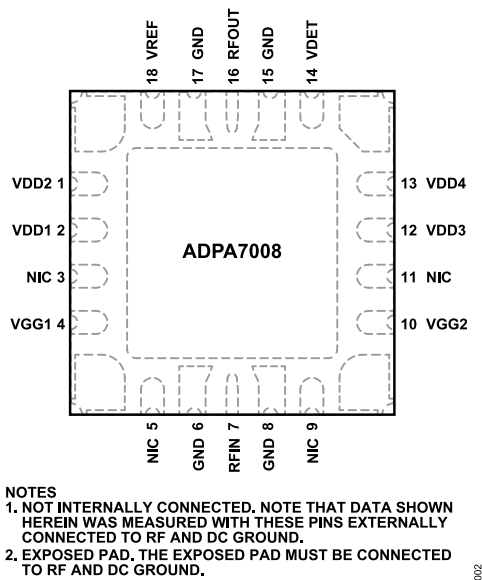 18 VREF
17 GND
16 RFOUT
15 GND
14 VDET
VDD2 1
VDD1 2
NIC 3
VGG1 4
ADPA7008
13 VDD4
12 VDD3
11 NIC
10 VGG2
NIC 5
GND 6
RFIN 7
GND 8
NIC 9
NOTES
1. NOT INTERNALLY CONNECTED. NOTE THAT DATA SHOWN
HEREIN WAS MEASURED WITH THESE PINS EXTERNALLY
CONNECTED TO RF AND DC GROUND.
2. EXPOSED PAD. THE EXPOSED PAD MUST BE CONNECTED
TO RF AND DC GROUND.
002